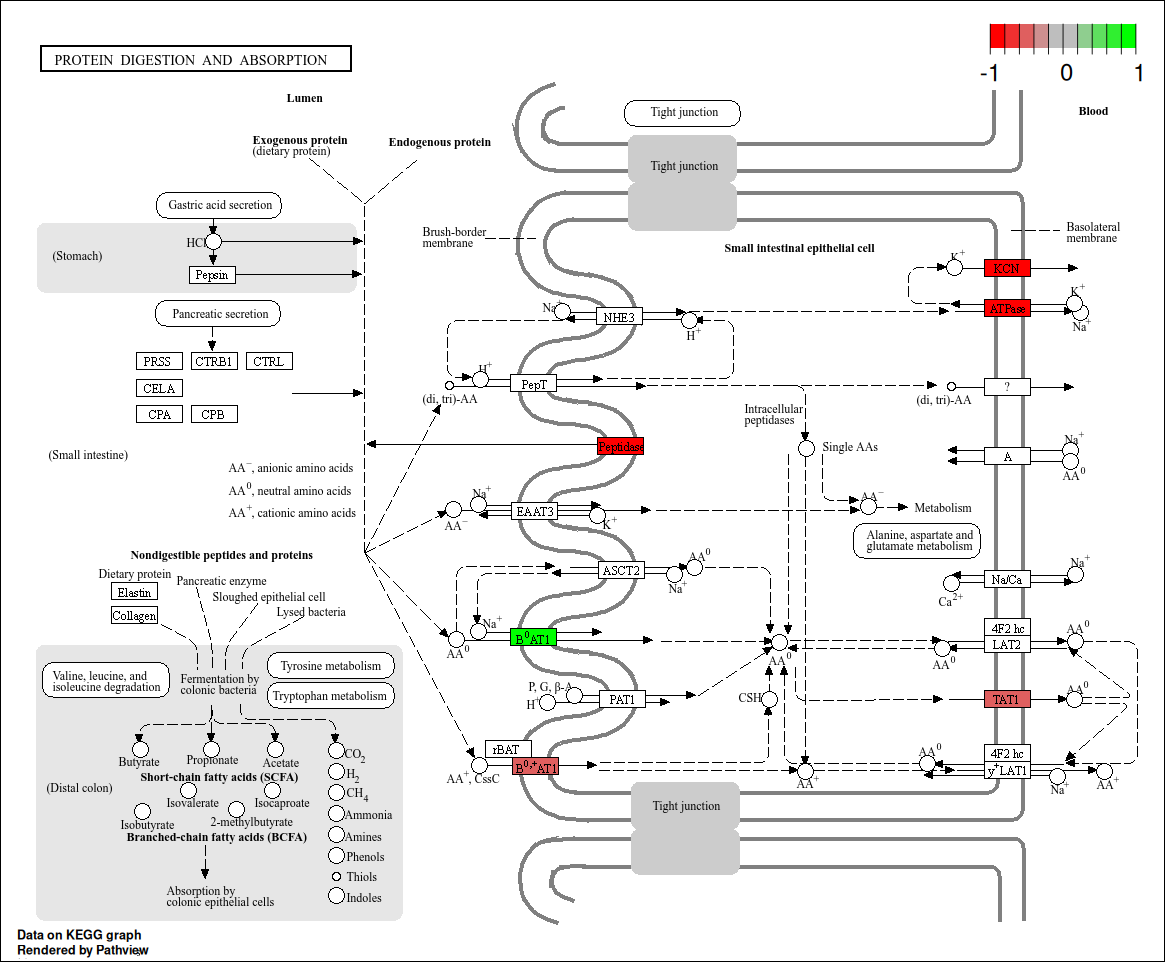 -1 0 1
PROTEIN DIGESTION AND ABSORPTION
Lumen
Blood
Tight junction
Tight junction
Exogenous protein
(dietary protein)
Endogenous protein
Gastric acid secretion
HCl
(Stomach)
Pepsin
Pancreatic secretion
PRSS
CTRB1
CTRL
CELA
CPA
CPB
(Small intestine)
AA⁻, anionic amino acids
AA⁰, neutral amino acids
AA⁺, cationic amino acids
Brush-border
membrane
Small intestinal epithelial cell
Basolateral
membrane
K⁺
KCN
ATPase
K⁺
Na⁺
Na⁺
NHE3
H⁺
H⁺
PepT
(di, tri)-AA
(di, tri)-AA
?
Intracellular
peptidases
Peptidase
Single AAs
Na⁺
A
AA⁰
Na⁺
AA⁻
EAAT3
K⁺
AA⁻
Metabolism
Alanine, aspartate and
glutamate metabolism
ASCT2
AA⁰
Na⁺
Na⁺
Na/Ca
Ca²⁺
Na⁺
AA⁰
B⁰AT1
AA⁰
4F2 hc
LAT2
AA⁰
AA⁰
P, G, β-A
H⁺
PAT1
CSH
TAT1
AA⁰
rBAT
B⁰,⁺AT1
AA⁺, CssC
AA⁺
AA⁰
4F2 hc
y⁺LAT1
Na⁺
AA⁺
Tight junction
Nondigestible peptides and proteins
Dietary protein
Elastin
Collagen
Pancreatic enzyme
Sloughed epithelial cell
Lysed bacteria
Valine, leucine, and
isoleucine degradation
Fermentation by
colonic bacteria
Tyrosine metabolism
Tryptophan metabolism
Butyrate
Propionate
Acetate
Short-chain fatty acids (SCFA)
(Distal colon)
Isovalerate
Isocaproate
Isobutyrate
2-methylbutyrate
Branched-chain fatty acids (BCFA)
Absorption by
colonic epithelial cells
CO₂
H₂
CH₄
Ammonia
Amines
Phenols
Thiols
Indoles
Data on KEGG graph
Rendered by Pathview